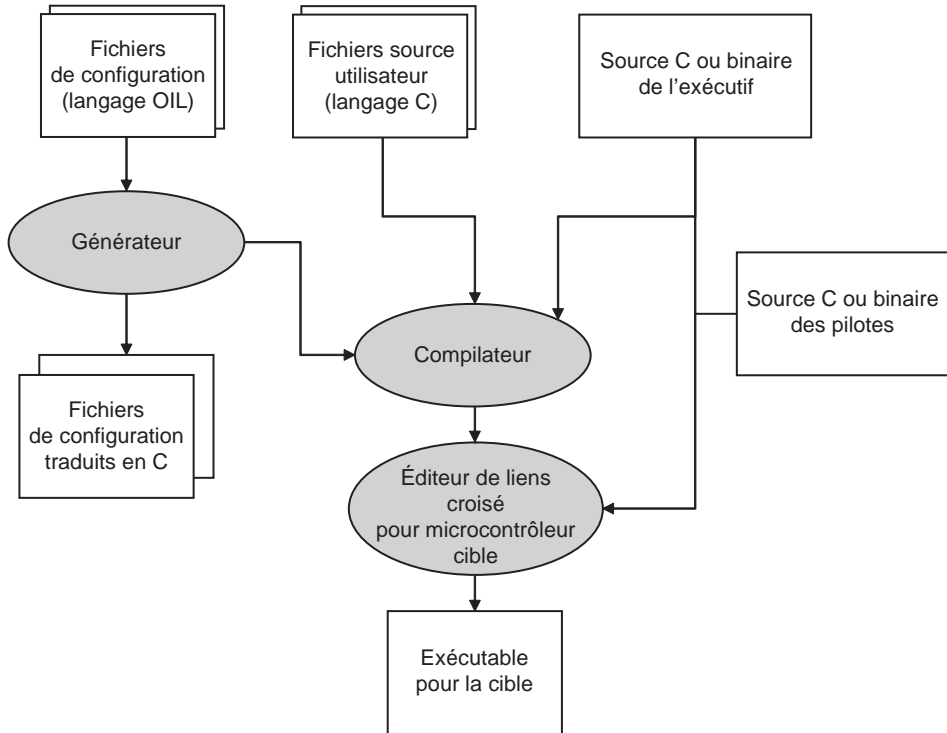 Fichiers
de configuration
(langage OIL)
Fichiers source
utilisateur
(langage C)
Source C ou binaire
de l'exécutif
Générateur
Source C ou binaire
des pilotes
Compilateur
Fichiers
de configuration
traduits en C
Éditeur de liens
croisé
pour microcontrôleur
cible
Exécutable
pour la cible